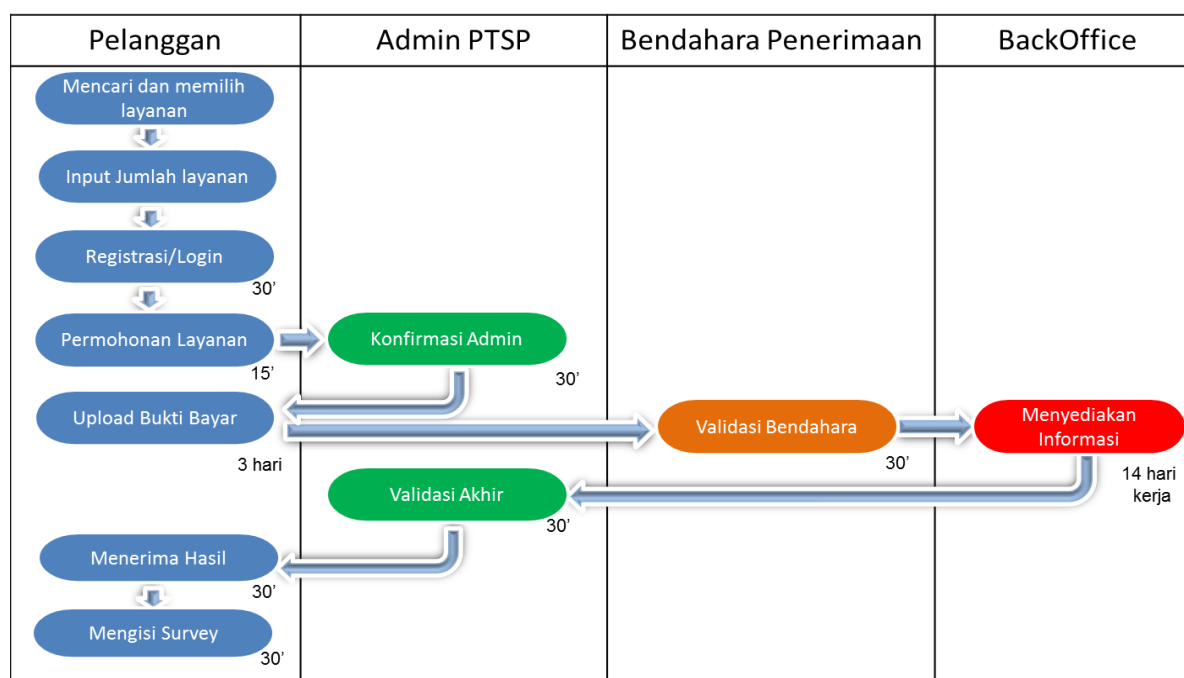 Pelanggan
Admin PTSP
Bendahara Penerimaan
BackOffice
Mencari dan memilih
layanan
Input Jumlah layanan
Registrasi/Login
30’
Permohonan Layanan
15’
Konfirmasi Admin
30’
Upload Bukti Bayar
3 hari
Validasi Bendahara
30’
Menyediakan
Informasi
14 hari
kerja
Validasi Akhir
30’
Menerima Hasil
30’
Mengisi Survey
30’